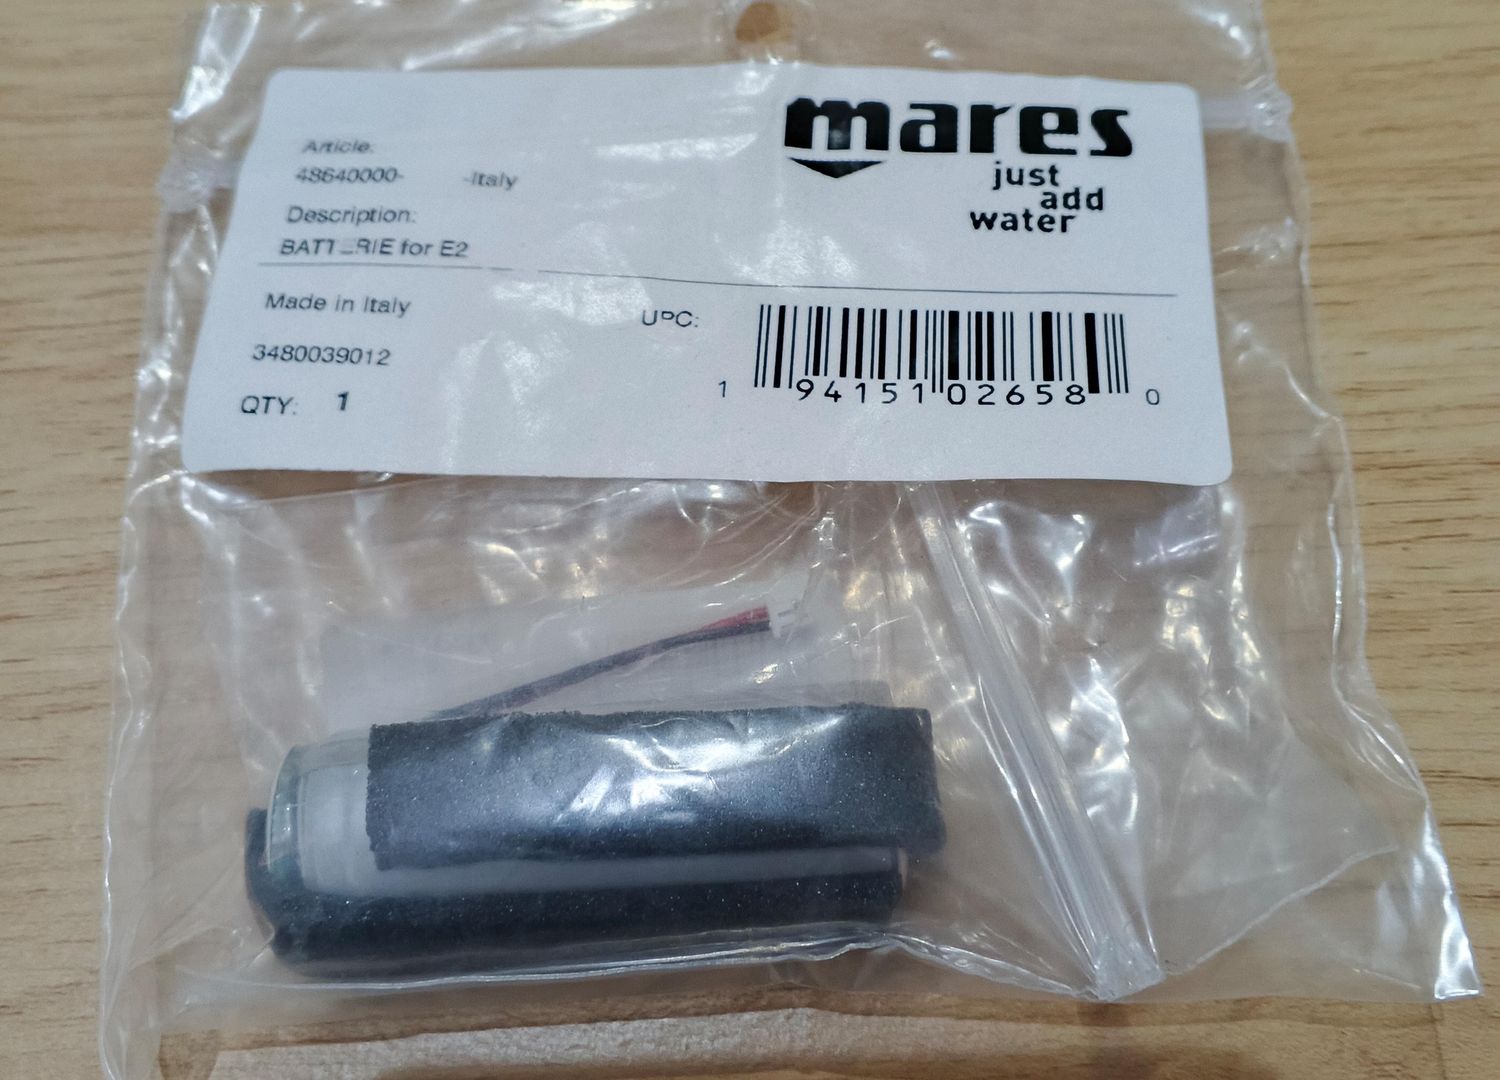 mares
just
add
water
Article:
48640000- -Italy
Description:
BATTERIE for E2
Made in Italy
UPC:
3480039012
QTY: 1
1 94151 02658 0